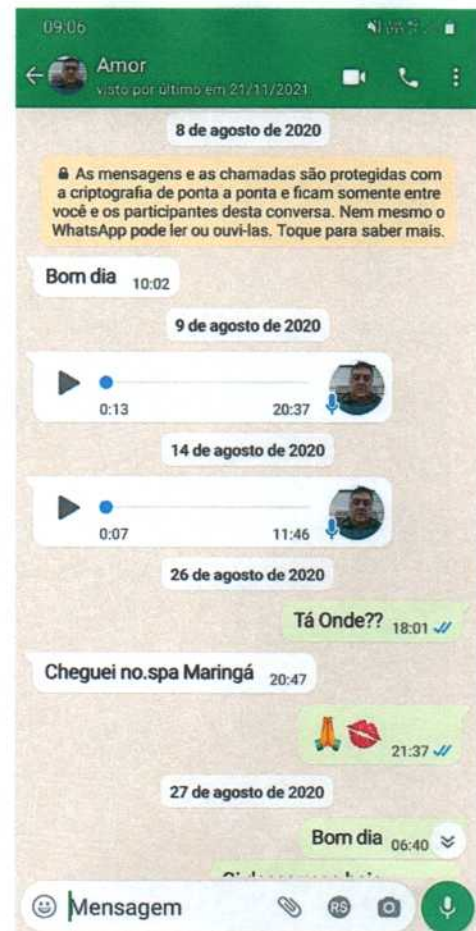 09:06
Amor
visto por último em 21/11/2021
8 de agosto de 2020
As mensagens e as chamadas são protegidas com
a criptografia de ponta a ponta e ficam somente entre
você e os participantes desta conversa. Nem mesmo o
WhatsApp pode ler ou ouvi-las. Toque para saber mais.
Bom dia 10:02
9 de agosto de 2020
0:13 20:37
14 de agosto de 2020
0:07 11:46
26 de agosto de 2020
Tá Onde?? 18:01
Cheguei no.spa Maringá 20:47
🙏💋
21:37
27 de agosto de 2020
Bom dia 06:40
Mensagem R$